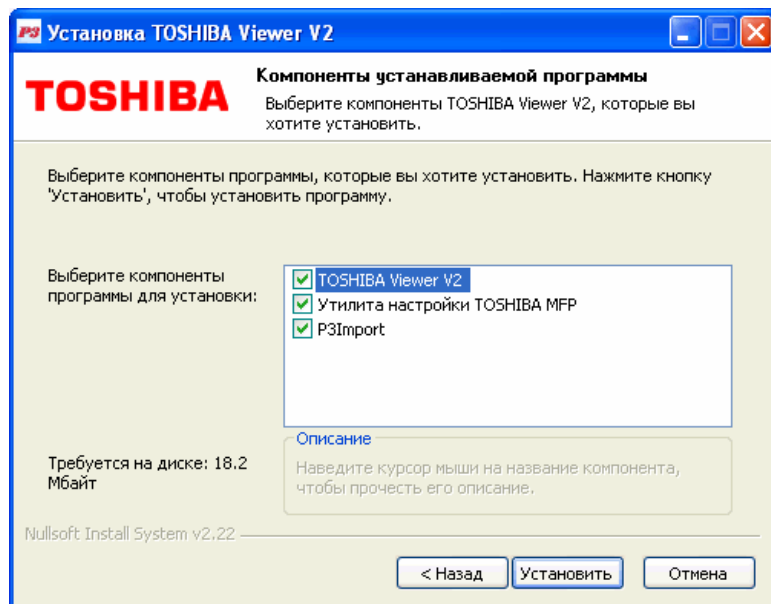 P3 Установка TOSHIBA Viewer V2
TOSHIBA
Компоненты устанавливаемой программы
Выберите компоненты TOSHIBA Viewer V2, которые вы
хотите установить.
Выберите компоненты программы, которые вы хотите установить. Нажмите кнопку
'Установить', чтобы установить программу.
Выберите компоненты
программы для установки:
TOSHIBA Viewer V2
Утилита настройки TOSHIBA MFP
P3Import
Требуется на диске: 18.2
Мбайт
Описание
Наведите курсор мыши на название компонента,
чтобы прочесть его описание.
Nullsoft Install System v2.22
< Назад
Установить
Отмена